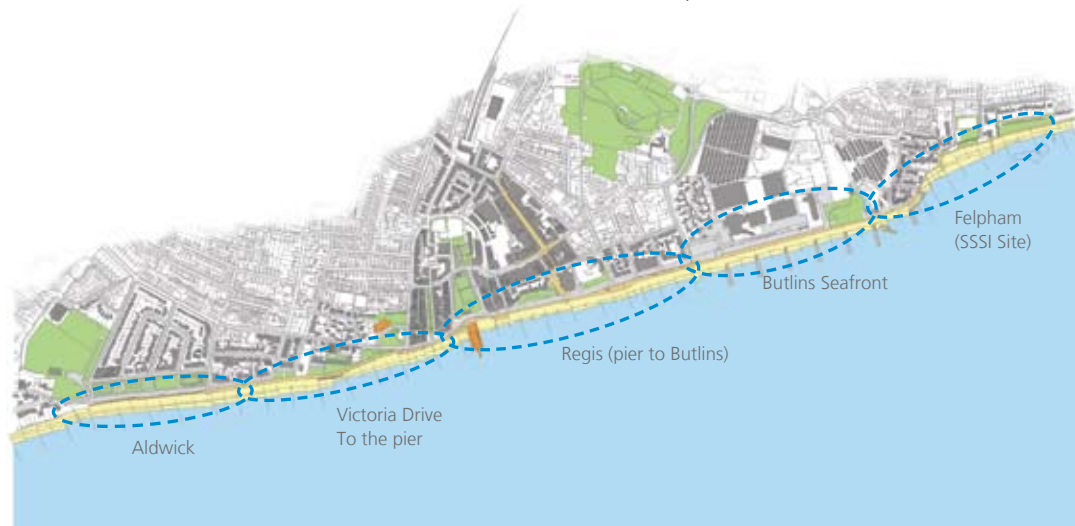 Aldwick
Victoria Drive
To the pier
Regis (pier to Butlins)
Butlins Seafront
Felpham
(SSSI Site)